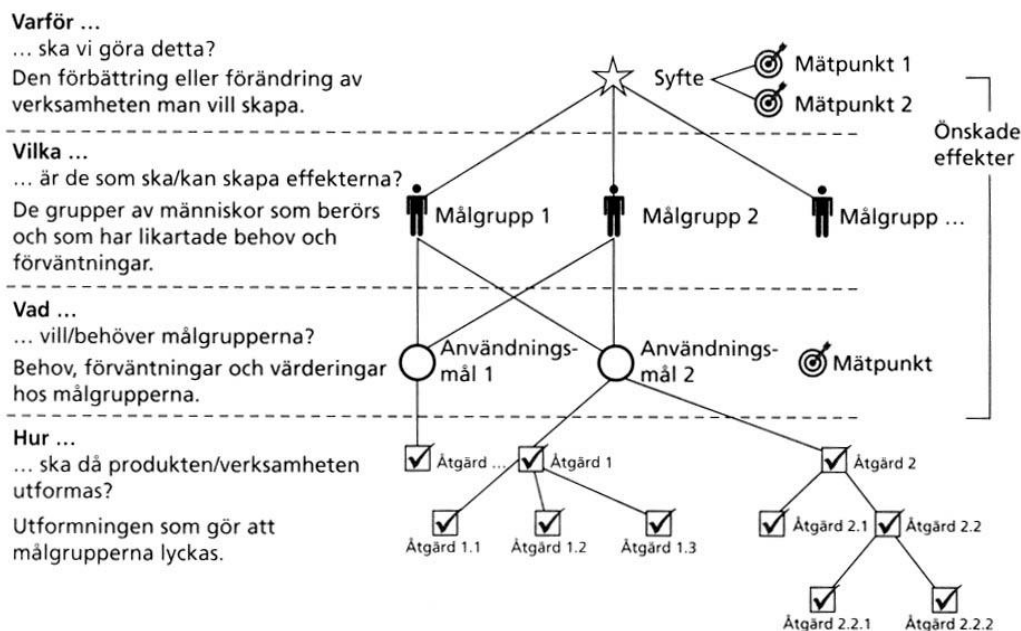 Varför ...
... ska vi göra detta?
Den förbättring eller förändring av
verksamheten man vill skapa.
Syfte
Mätpunkt 1
Mätpunkt 2
Önskade
effekter
Vilka ...
... är de som ska/kan skapa effekterna?
De grupper av människor som berörs
och som har likartade behov och
förväntningar.
Målgrupp 1
Målgrupp 2
Målgrupp ...
Vad ...
... vill/behöver målgrupperna?
Behov, förväntningar och värderingar
hos målgrupperna.
Användnings-
mål 1
Användnings-
mål 2
Mätpunkt
Hur ...
... ska då produkten/verksamheten
utformas?
Utformningen som gör att
målgrupperna lyckas.
Åtgärd ...
Åtgärd 1
Åtgärd 2
Åtgärd 1.1
Åtgärd 1.2
Åtgärd 1.3
Åtgärd 2.1
Åtgärd 2.2
Åtgärd 2.2.1
Åtgärd 2.2.2